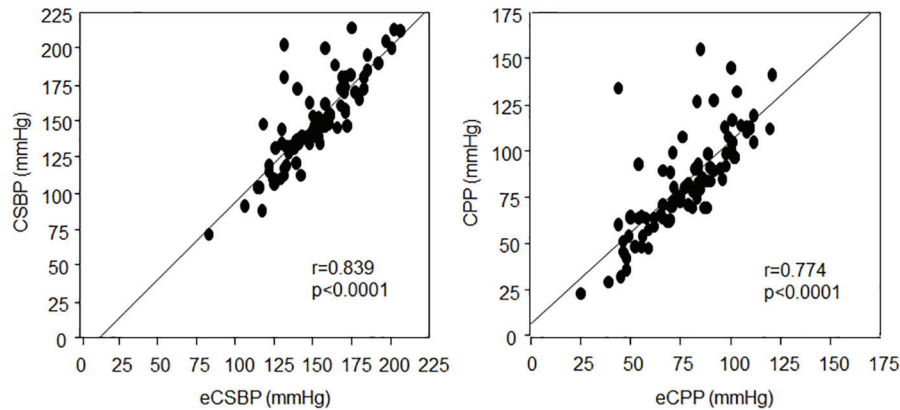 225
200
175
150
125
100
75
50
25
0
CSBP (mmHg)
r=0.839
p<0.0001
0 25 50 75 100 125 150 175 200 225
eCSBP (mmHg)
175
150
125
100
75
50
25
0
CPP (mmHg)
r=0.774
p<0.0001
0 25 50 75 100 125 150 175
eCPP (mmHg)